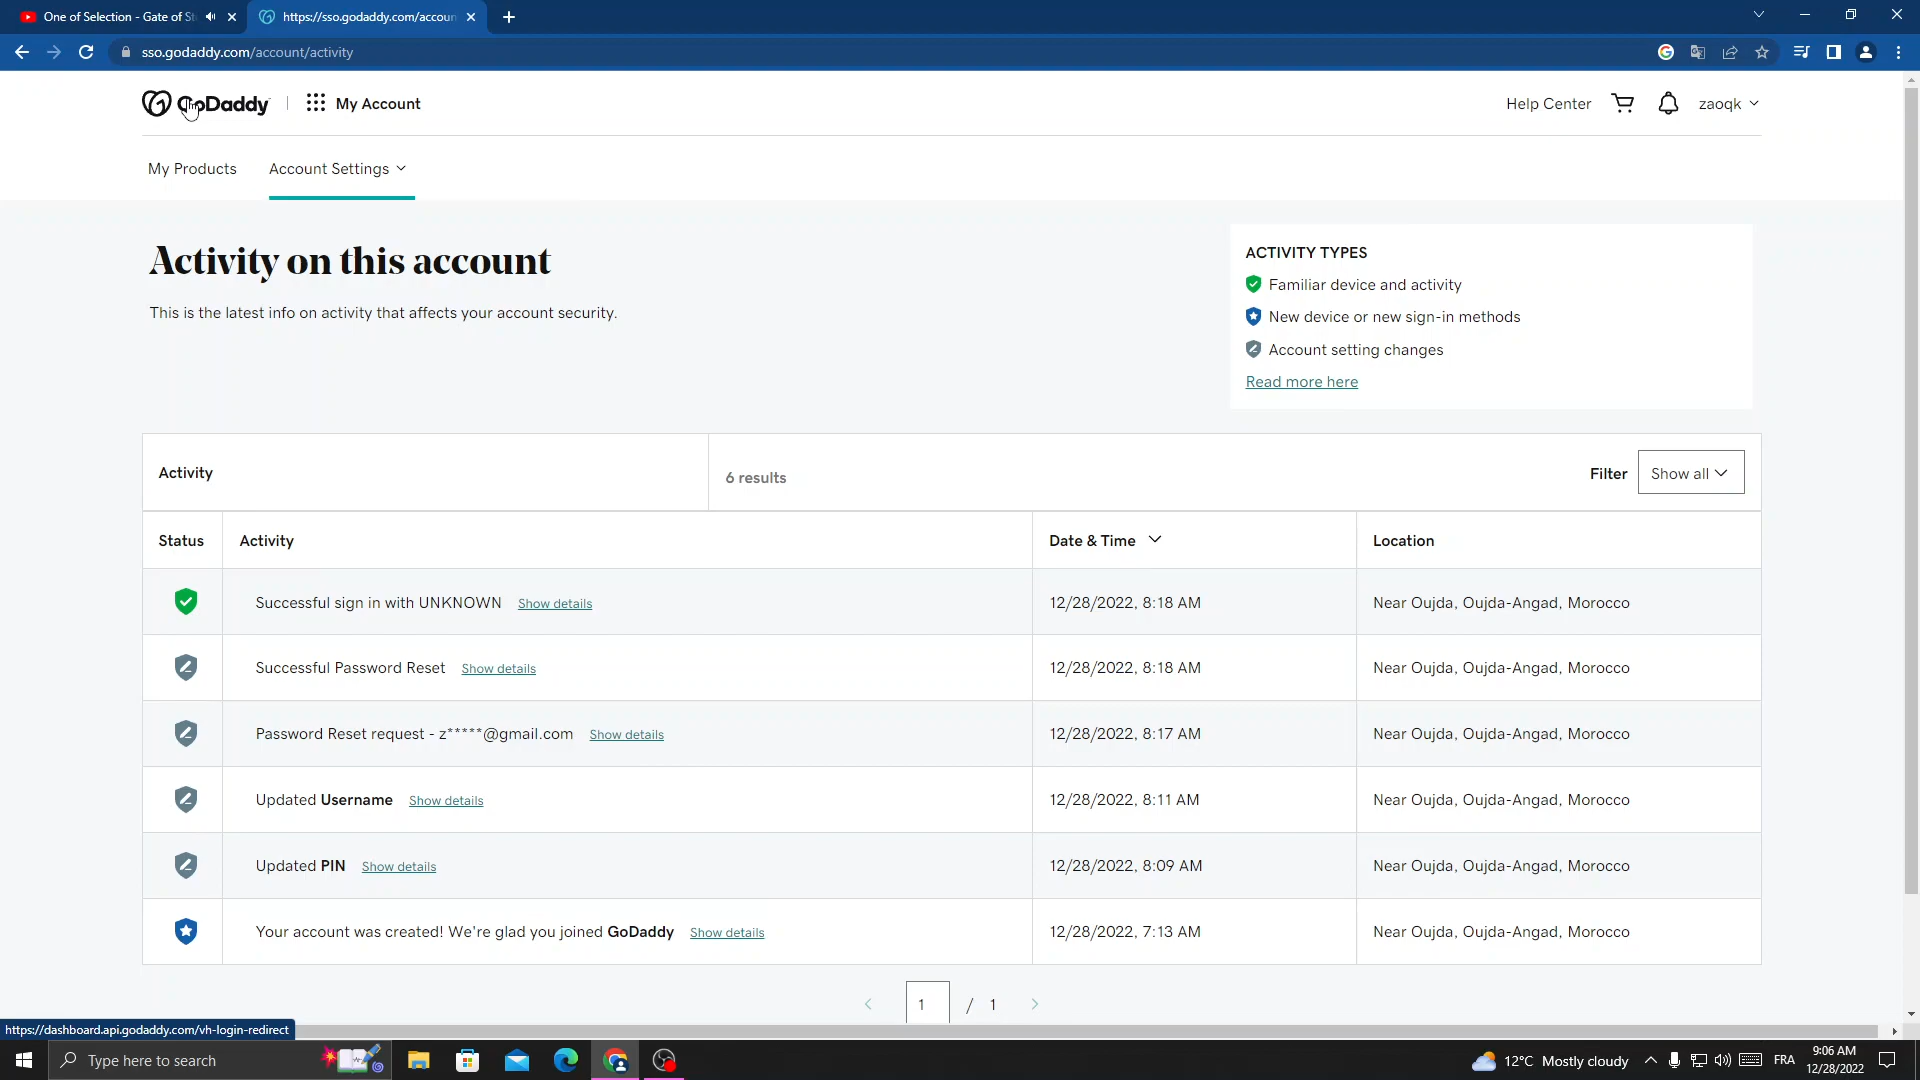 One of Selection - Gate of St
https://sso.godaddy.com/accoun
sso.godaddy.com/account/activity
GoDaddy
My Account
Help Center
zaoqk
My Products
Account Settings
Activity on this account
This is the latest info on activity that affects your account security.
ACTIVITY TYPES
Familiar device and activity
New device or new sign-in methods
Account setting changes
Read more here
Activity
6 results
Filter
Show all
Status
Activity
Date & Time
Location
Successful sign in with UNKNOWN Show details
12/28/2022, 8:18 AM
Near Oujda, Oujda-Angad, Morocco
Successful Password Reset Show details
12/28/2022, 8:18 AM
Near Oujda, Oujda-Angad, Morocco
Password Reset request - z*****@gmail.com Show details
12/28/2022, 8:17 AM
Near Oujda, Oujda-Angad, Morocco
Updated Username Show details
12/28/2022, 8:11 AM
Near Oujda, Oujda-Angad, Morocco
Updated PIN Show details
12/28/2022, 8:09 AM
Near Oujda, Oujda-Angad, Morocco
Your account was created! We're glad you joined GoDaddy Show details
12/28/2022, 7:13 AM
Near Oujda, Oujda-Angad, Morocco
1 / 1
https://dashboard.api.godaddy.com/vh-login-redirect
Type here to search
12°C Mostly cloudy
FRA
9:06 AM
12/28/2022